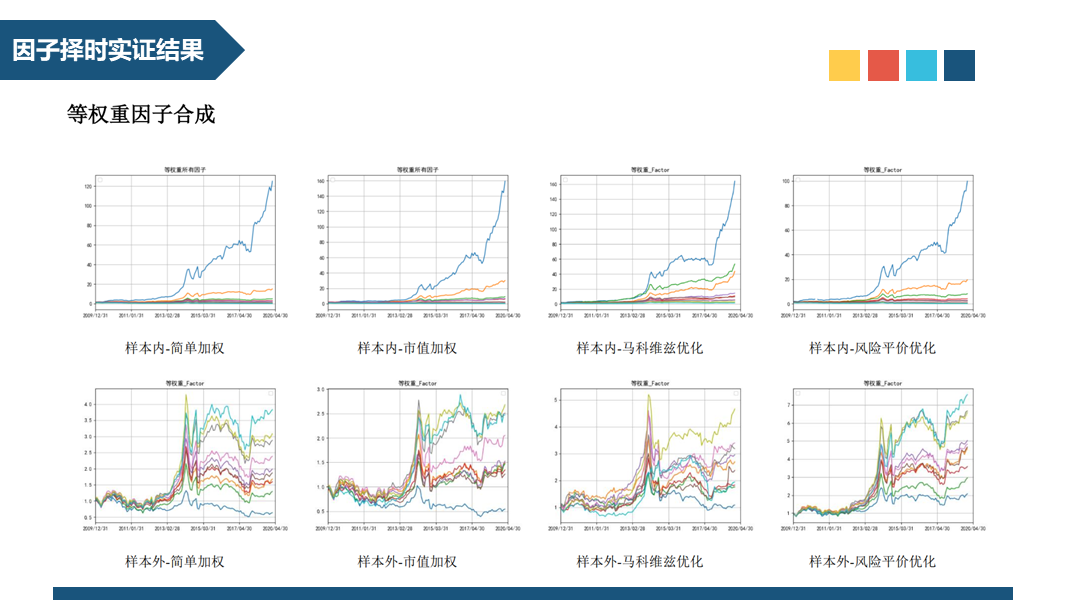 因子择时实证结果
等权重因子合成
等权重所有因子
120
100
80
60
40
20
0
2009/12/31 2011/01/31 2013/02/28 2015/03/31 2017/04/30 2020/04/30
样本内-简单加权
等权重所有因子
160
140
120
100
80
60
40
20
0
2009/12/31 2011/01/31 2013/02/28 2015/03/31 2017/04/30 2020/04/30
样本内-市值加权
等权重_Factor
160
140
120
100
80
60
40
20
0
2009/12/31 2011/01/31 2013/02/28 2015/03/31 2017/04/30 2020/04/30
样本内-马科维兹优化
等权重_Factor
100
80
60
40
20
0
2009/12/31 2011/01/31 2013/02/28 2015/03/31 2017/04/30 2020/04/30
样本内-风险平价优化
等权重_Factor
4.0
3.5
3.0
2.5
2.0
1.5
1.0
0.5
2009/12/31 2011/01/31 2013/02/28 2015/03/31 2017/04/30 2020/04/30
样本外-简单加权
等权重_Factor
3.0
2.5
2.0
1.5
1.0
0.5
2009/12/31 2011/01/31 2013/02/28 2015/03/31 2017/04/30 2020/04/30
样本外-市值加权
等权重_Factor
5
4
3
2
1
2009/12/31 2011/01/31 2013/02/28 2015/03/31 2017/04/30 2020/04/30
样本外-马科维兹优化
等权重_Factor
7
6
5
4
3
2
1
2009/12/31 2011/01/31 2013/02/28 2015/03/31 2017/04/30 2020/04/30
样本外-风险平价优化